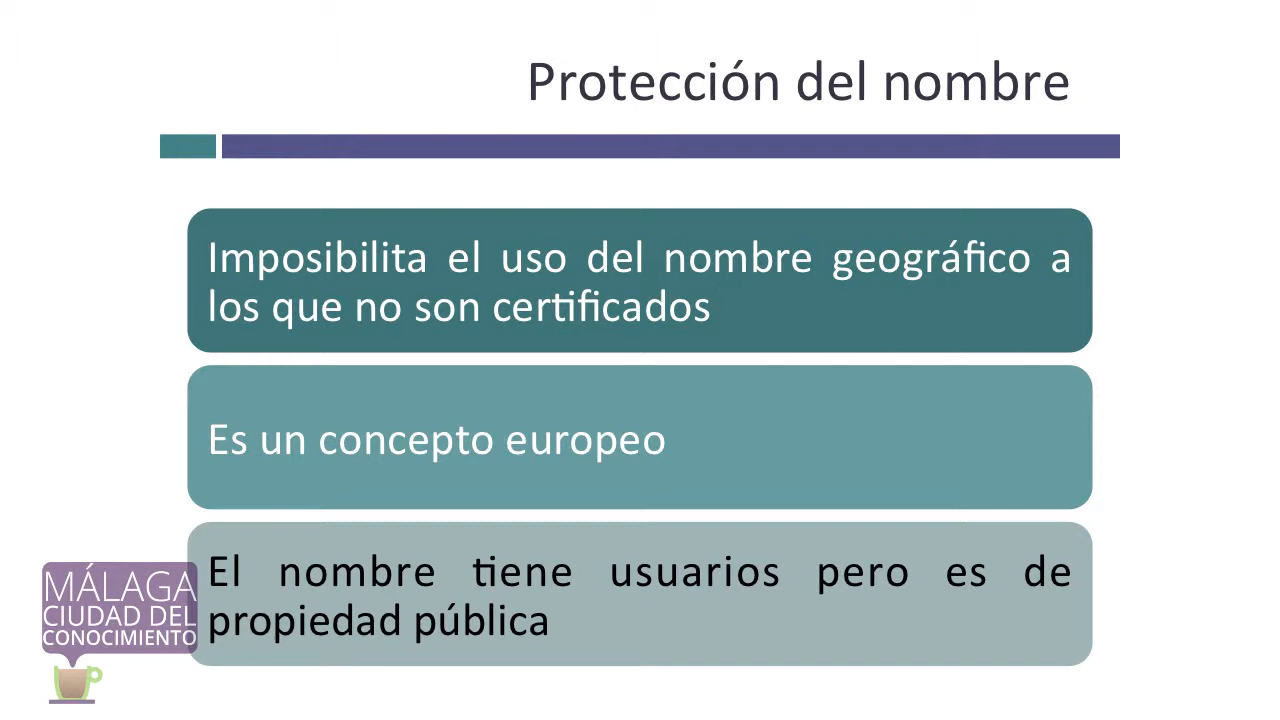 Protección del nombre
Imposibilita el uso del nombre geográfico a
los que no son certificados
Es un concepto europeo
El nombre tiene usuarios pero es de
propiedad pública
MÁLAGA
CIUDAD DEL
CONOCIMIENTO